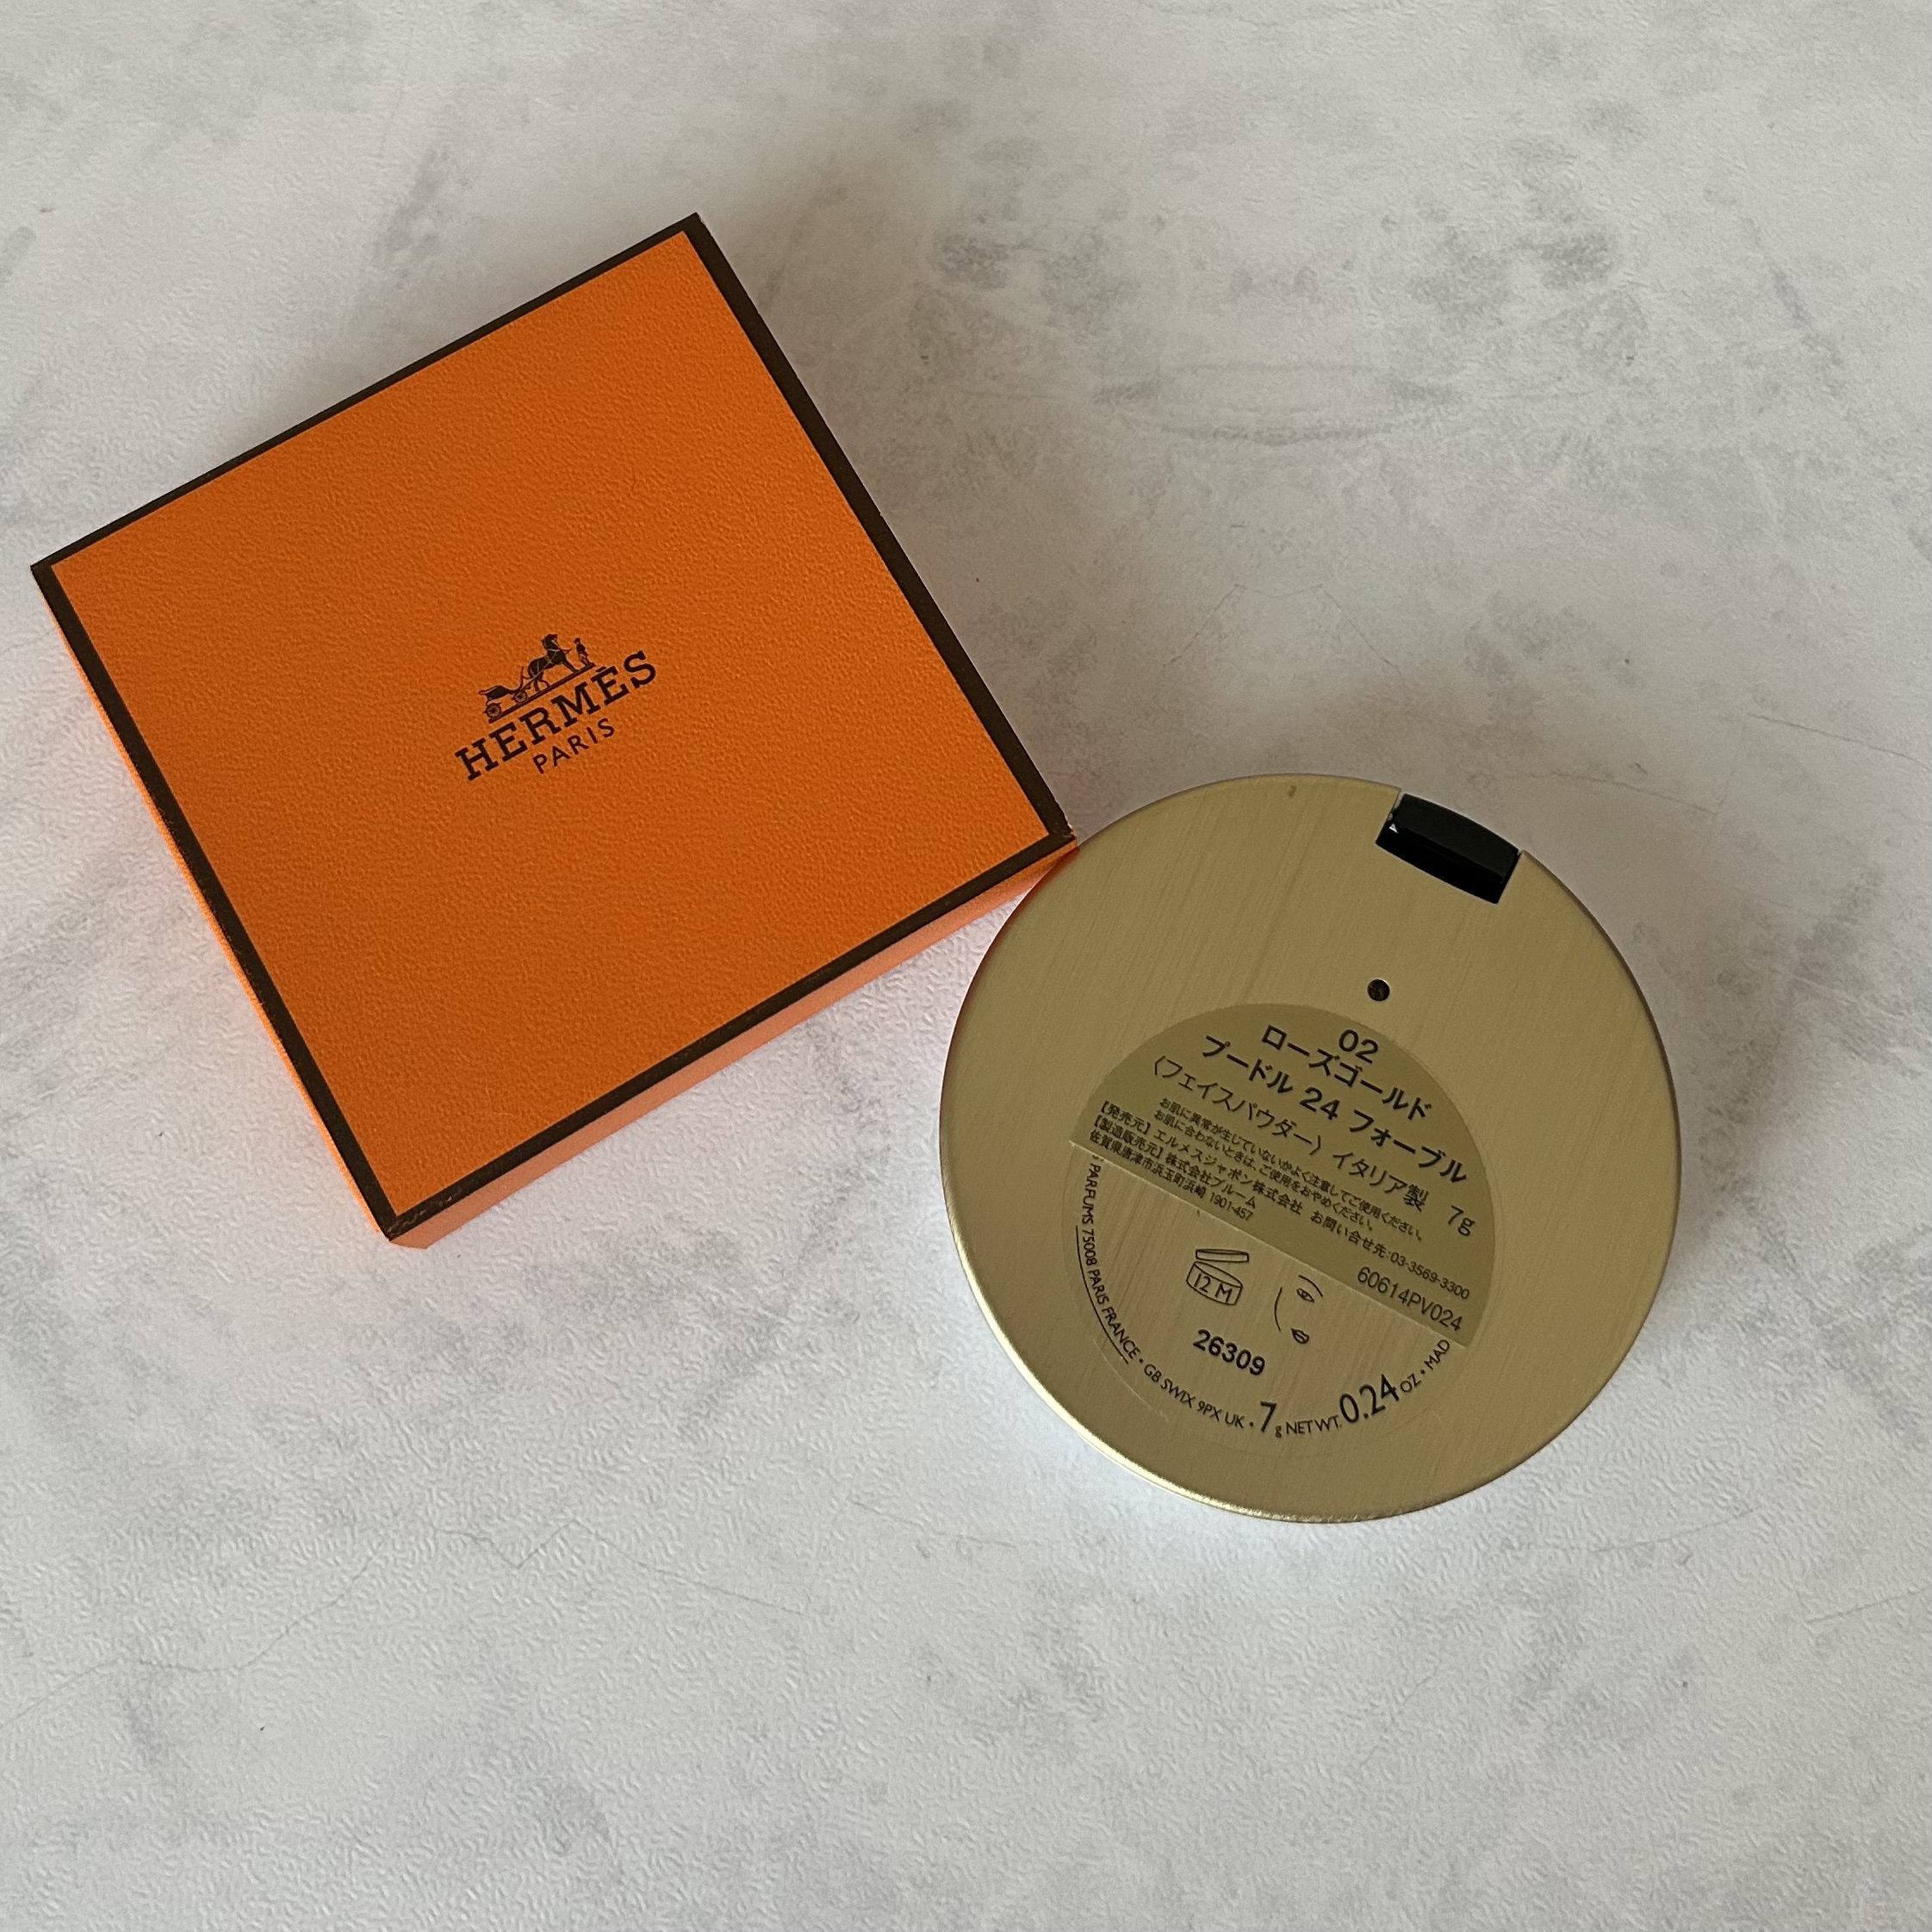 HERMÈS
PARIS
02
ローズゴールド
プードル 24 フォーブル
〈フェイスパウダー〉 イタリア製 7g
お肌に異常が生じていないかよく注意してご使用ください。
お肌に合わないときは、ご使用をおやめください。
【発売元】エルメスジャポン株式会社 お問い合せ先:03-3569-3300
【製造販売元】株式会社ブルーム
佐賀県唐津市浜玉町浜崎 1901-457
60614PV024
12 M
26309
PARFUMS 75008 PARIS FRANCE • GB SW1X 9PX UK • 7 g NET WT. 0.24 OZ • MAD